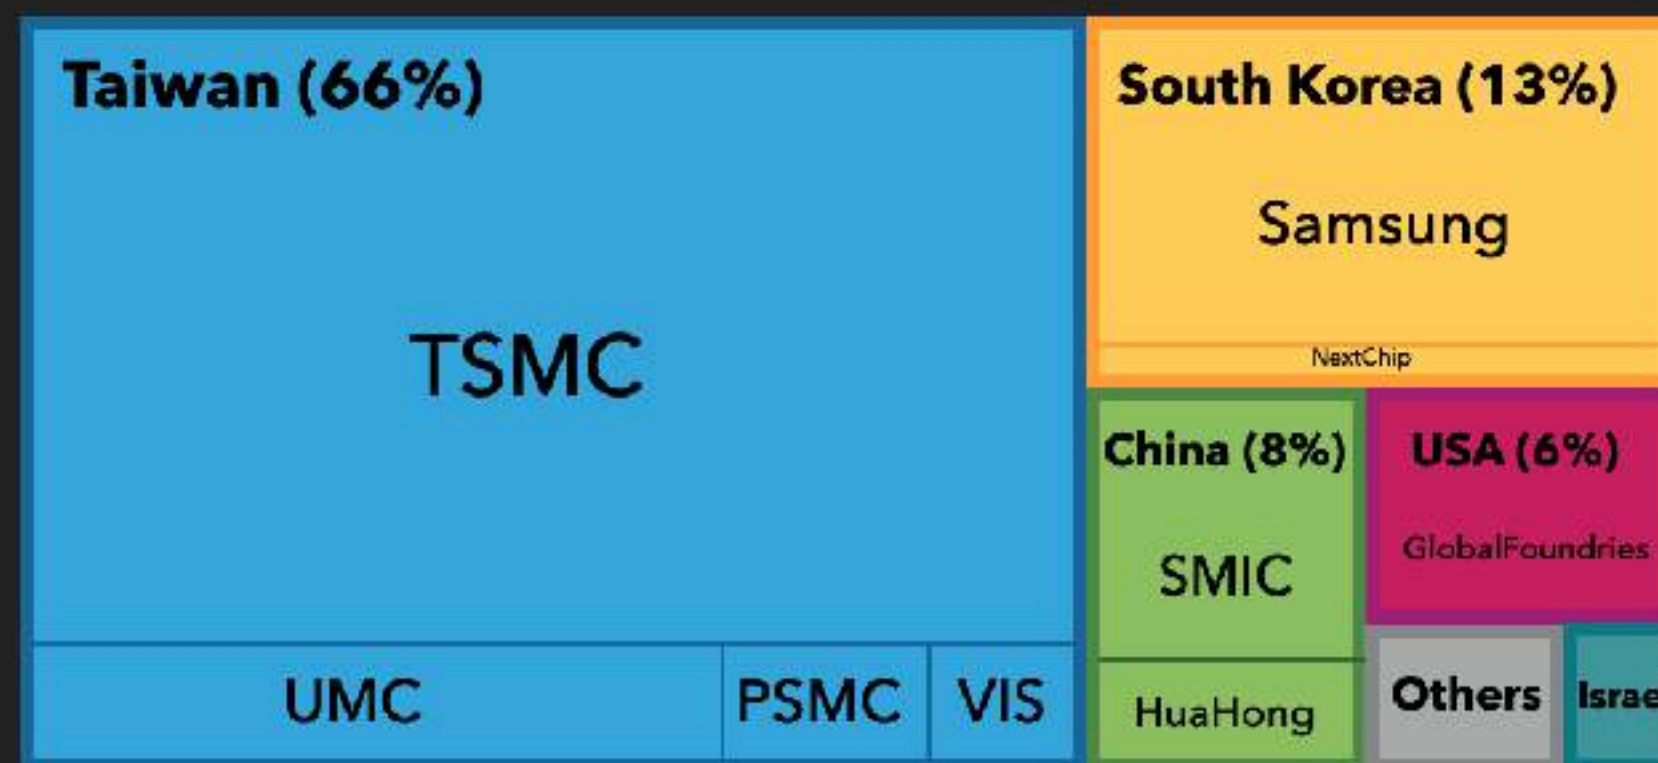 Taiwan (66%)
TSMC
UMC
PSMC
VIS
South Korea (13%)
Samsung
NextChip
China (8%)
SMIC
HuaHong
USA (6%)
GlobalFoundries
Others
Israe